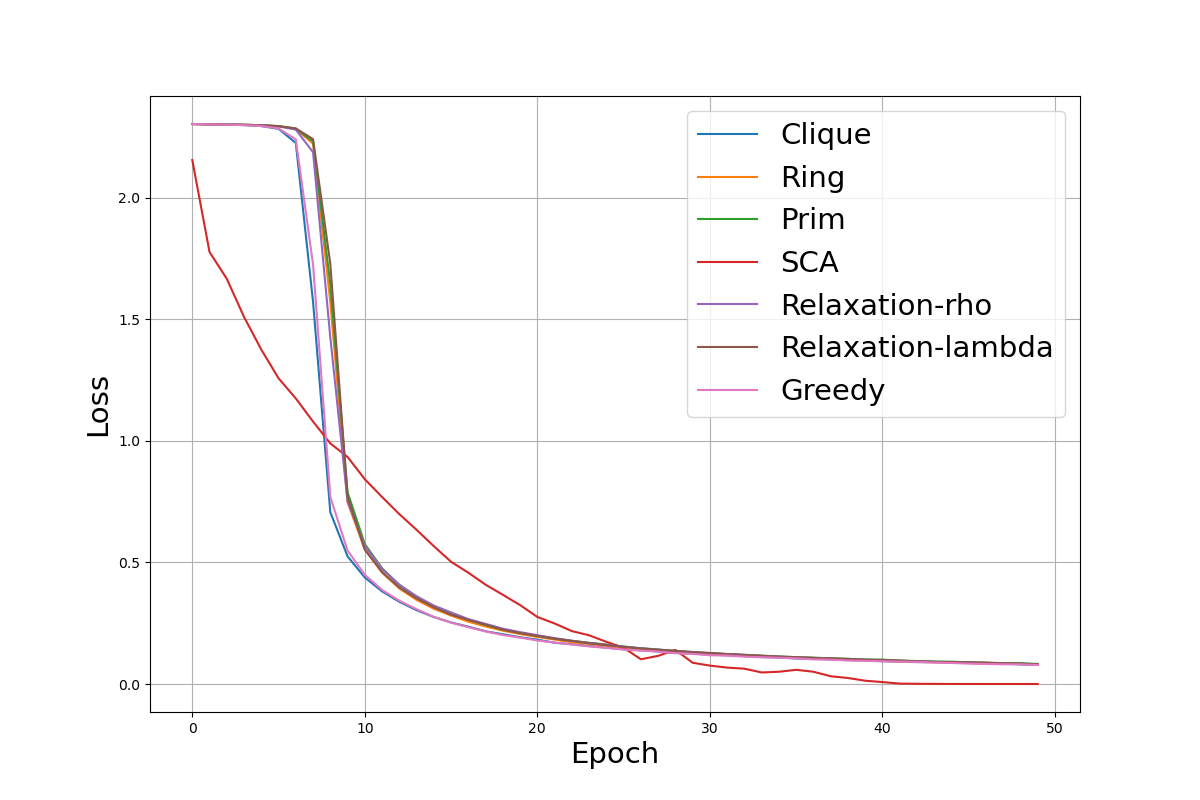 Clique
Ring
Prim
SCA
Relaxation-rho
Relaxation-lambda
Greedy
Loss
2.0
1.5
1.0
0.5
0.0
0 10 20 30 40 50
Epoch